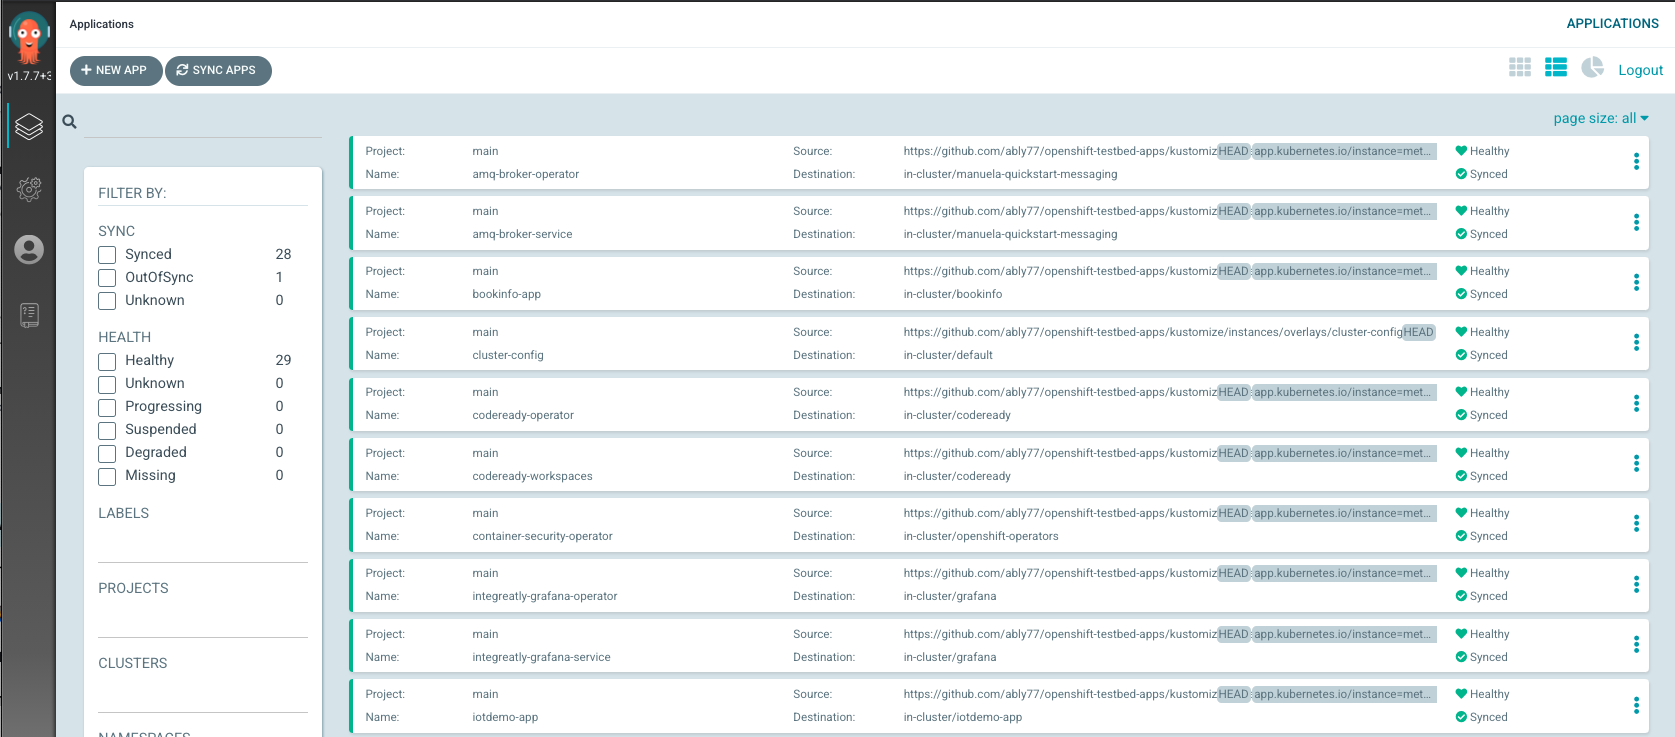 Applications
APPLICATIONS
v1.7.7+3
NEW APP
SYNC APPS
Logout
page size: all
FILTER BY:
SYNC
Synced 28
OutOfSync 1
Unknown 0
HEALTH
Healthy 29
Unknown 0
Progressing 0
Suspended 0
Degraded 0
Missing 0
LABELS
PROJECTS
CLUSTERS
NAMESPACES
Project: main Source: https://github.com/ably77/openshift-testbed-apps/kustomiz HEAD app.kubernetes.io/instance=met... Healthy
Name: amq-broker-operator Destination: in-cluster/manuela-quickstart-messaging Synced
Project: main Source: https://github.com/ably77/openshift-testbed-apps/kustomiz HEAD app.kubernetes.io/instance=met... Healthy
Name: amq-broker-service Destination: in-cluster/manuela-quickstart-messaging Synced
Project: main Source: https://github.com/ably77/openshift-testbed-apps/kustomiz HEAD app.kubernetes.io/instance=met... Healthy
Name: bookinfo-app Destination: in-cluster/bookinfo Synced
Project: main Source: https://github.com/ably77/openshift-testbed-apps/kustomize/instances/overlays/cluster-config HEAD Healthy
Name: cluster-config Destination: in-cluster/default Synced
Project: main Source: https://github.com/ably77/openshift-testbed-apps/kustomiz HEAD app.kubernetes.io/instance=met... Healthy
Name: codeready-operator Destination: in-cluster/codeready Synced
Project: main Source: https://github.com/ably77/openshift-testbed-apps/kustomiz HEAD app.kubernetes.io/instance=met... Healthy
Name: codeready-workspaces Destination: in-cluster/codeready Synced
Project: main Source: https://github.com/ably77/openshift-testbed-apps/kustomiz HEAD app.kubernetes.io/instance=met... Healthy
Name: container-security-operator Destination: in-cluster/openshift-operators Synced
Project: main Source: https://github.com/ably77/openshift-testbed-apps/kustomiz HEAD app.kubernetes.io/instance=met... Healthy
Name: integreatly-grafana-operator Destination: in-cluster/grafana Synced
Project: main Source: https://github.com/ably77/openshift-testbed-apps/kustomiz HEAD app.kubernetes.io/instance=met... Healthy
Name: integreatly-grafana-service Destination: in-cluster/grafana Synced
Project: main Source: https://github.com/ably77/openshift-testbed-apps/kustomiz HEAD app.kubernetes.io/instance=met... Healthy
Name: iotdemo-app Destination: in-cluster/iotdemo-app Synced